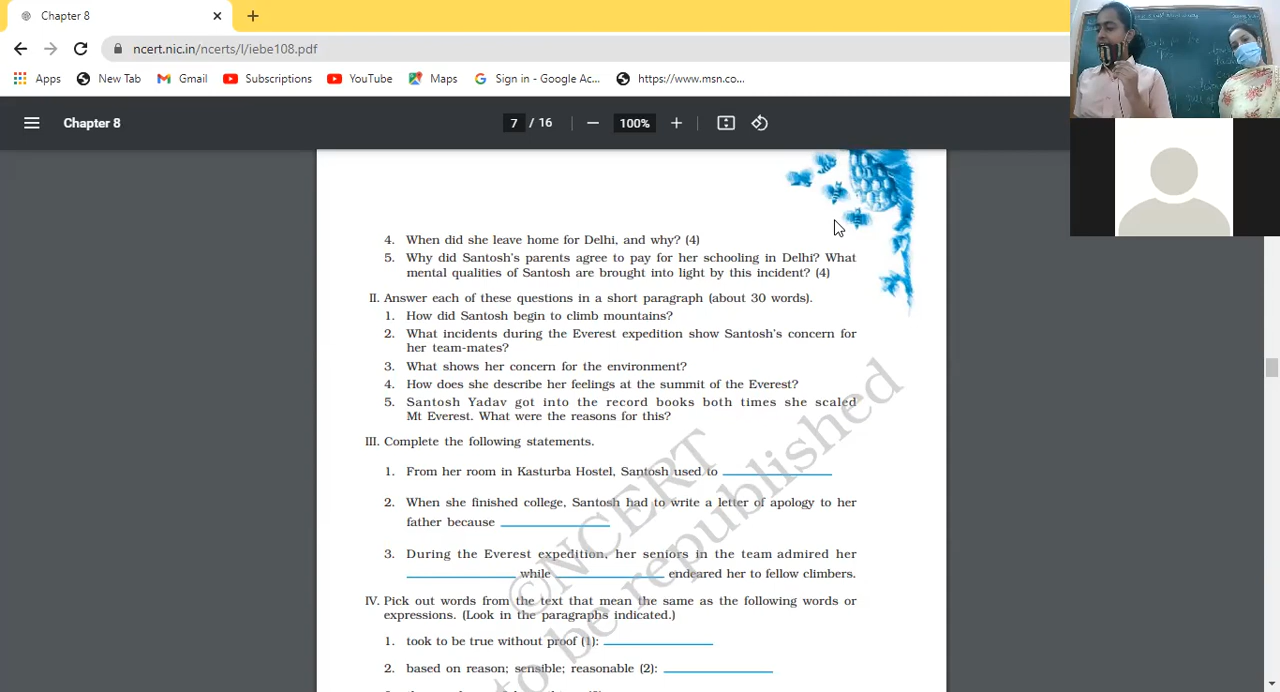 Chapter 8
ncert.nic.in/ncerts/l/iebe108.pdf
Apps New Tab Gmail Subscriptions YouTube Maps Sign in - Google Ac... https://www.msn.co...
Chapter 8 7 / 16 100%
4. When did she leave home for Delhi, and why? (4)
5. Why did Santosh's parents agree to pay for her schooling in Delhi? What
mental qualities of Santosh are brought into light by this incident? (4)
II. Answer each of these questions in a short paragraph (about 30 words).
1. How did Santosh begin to climb mountains?
2. What incidents during the Everest expedition show Santosh's concern for
her team-mates?
3. What shows her concern for the environment?
4. How does she describe her feelings at the summit of the Everest?
5. Santosh Yadav got into the record books both times she scaled
Mt Everest. What were the reasons for this?
III. Complete the following statements.
1. From her room in Kasturba Hostel, Santosh used to
2. When she finished college, Santosh had to write a letter of apology to her
father because
3. During the Everest expedition, her seniors in the team admired her
while endeared her to fellow climbers.
IV. Pick out words from the text that mean the same as the following words or
expressions. (Look in the paragraphs indicated.)
1. took to be true without proof (1):
2. based on reason; sensible; reasonable (2):
©NCERT
to be republished